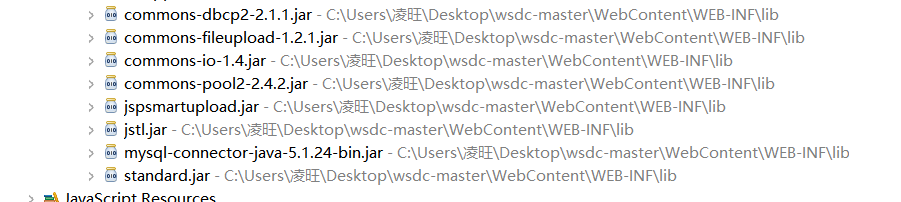 commons-dbcp2-2.1.1.jar - C:\Users\凌旺\Desktop\wsdc-master\WebContent\WEB-INF\lib
commons-fileupload-1.2.1.jar - C:\Users\凌旺\Desktop\wsdc-master\WebContent\WEB-INF\lib
commons-io-1.4.jar - C:\Users\凌旺\Desktop\wsdc-master\WebContent\WEB-INF\lib
commons-pool2-2.4.2.jar - C:\Users\凌旺\Desktop\wsdc-master\WebContent\WEB-INF\lib
jspsmartupload.jar - C:\Users\凌旺\Desktop\wsdc-master\WebContent\WEB-INF\lib
jstl.jar - C:\Users\凌旺\Desktop\wsdc-master\WebContent\WEB-INF\lib
mysql-connector-java-5.1.24-bin.jar - C:\Users\凌旺\Desktop\wsdc-master\WebContent\WEB-INF\lib
standard.jar - C:\Users\凌旺\Desktop\wsdc-master\WebContent\WEB-INF\lib
JavaScript Resources